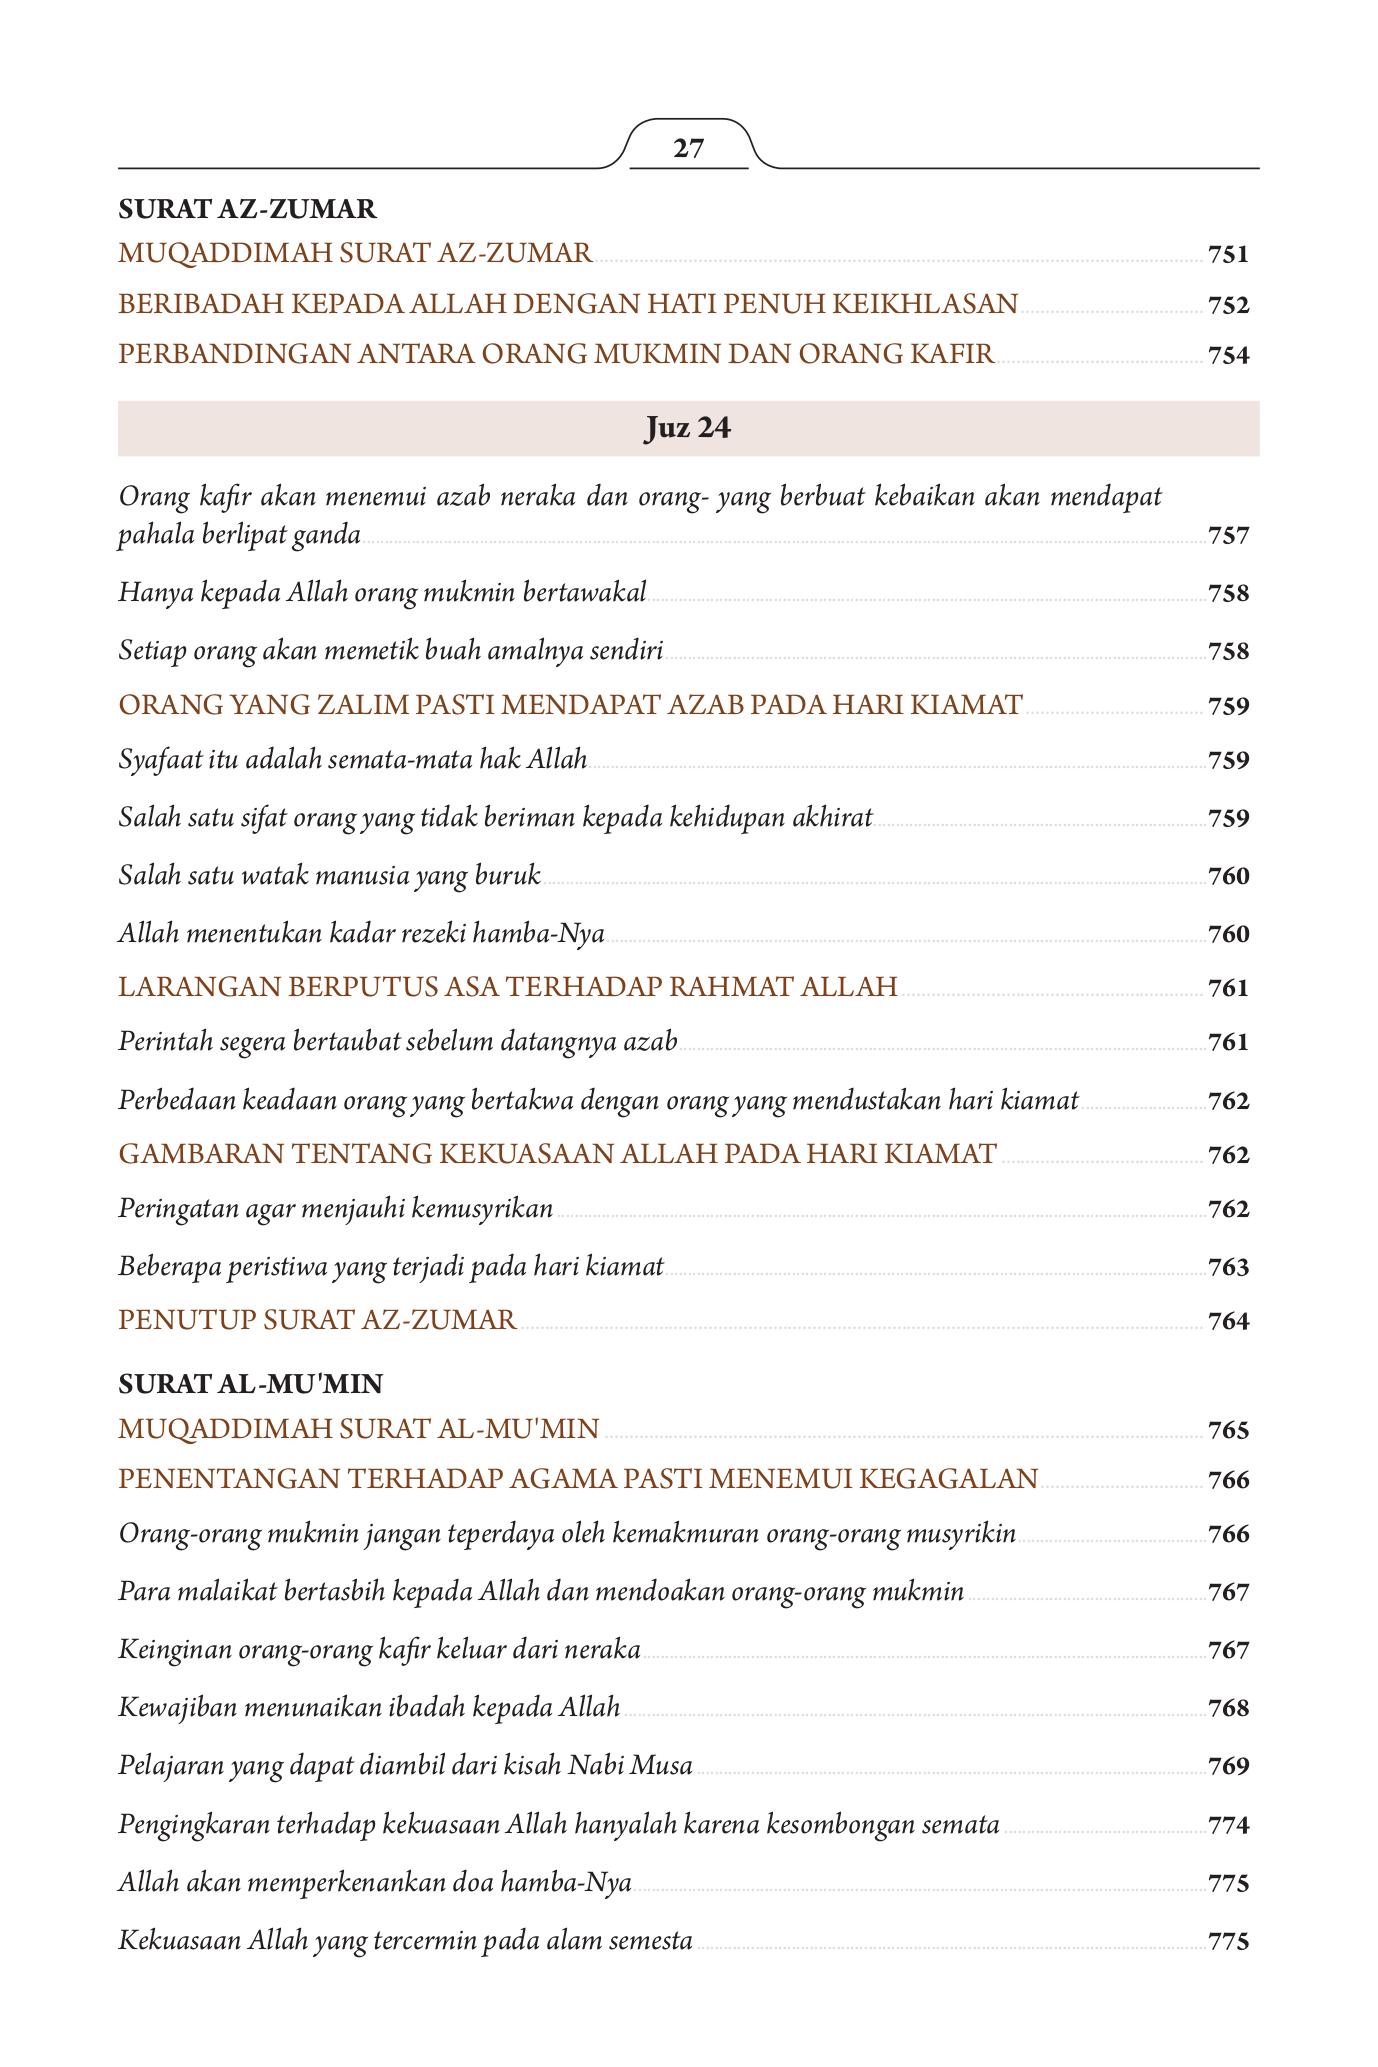 27
SURAT AZ-ZUMAR
MUQADDIMAH SURAT AZ-ZUMAR 751
BERIBADAH KEPADA ALLAH DENGAN HATI PENUH KEIKHLASAN 752
PERBANDINGAN ANTARA ORANG MUKMIN DAN ORANG KAFIR 754
Juz 24
Orang kafir akan menemui azab neraka dan orang- yang berbuat kebaikan akan mendapat
pahala berlipat ganda 757
Hanya kepada Allah orang mukmin bertawakal 758
Setiap orang akan memetik buah amalnya sendiri 758
ORANG YANG ZALIM PASTI MENDAPAT AZAB PADA HARI KIAMAT 759
Syafaat itu adalah semata-mata hak Allah 759
Salah satu sifat orang yang tidak beriman kepada kehidupan akhirat 759
Salah satu watak manusia yang buruk 760
Allah menentukan kadar rezeki hamba-Nya 760
LARANGAN BERPUTUS ASA TERHADAP RAHMAT ALLAH 761
Perintah segera bertaubat sebelum datangnya azab 761
Perbedaan keadaan orang yang bertakwa dengan orang yang mendustakan hari kiamat 762
GAMBARAN TENTANG KEKUASAAN ALLAH PADA HARI KIAMAT 762
Peringatan agar menjauhi kemusyrikan 762
Beberapa peristiwa yang terjadi pada hari kiamat 763
PENUTUP SURAT AZ-ZUMAR 764
SURAT AL-MU'MIN
MUQADDIMAH SURAT AL-MU'MIN 765
PENENTANGAN TERHADAP AGAMA PASTI MENEMUI KEGAGALAN 766
Orang-orang mukmin jangan teperdaya oleh kemakmuran orang-orang musyrikin 766
Para malaikat bertasbih kepada Allah dan mendoakan orang-orang mukmin 767
Keinginan orang-orang kafir keluar dari neraka 767
Kewajiban menunaikan ibadah kepada Allah 768
Pelajaran yang dapat diambil dari kisah Nabi Musa 769
Pengingkaran terhadap kekuasaan Allah hanyalah karena kesombongan semata 774
Allah akan memperkenankan doa hamba-Nya 775
Kekuasaan Allah yang tercermin pada alam semesta 775